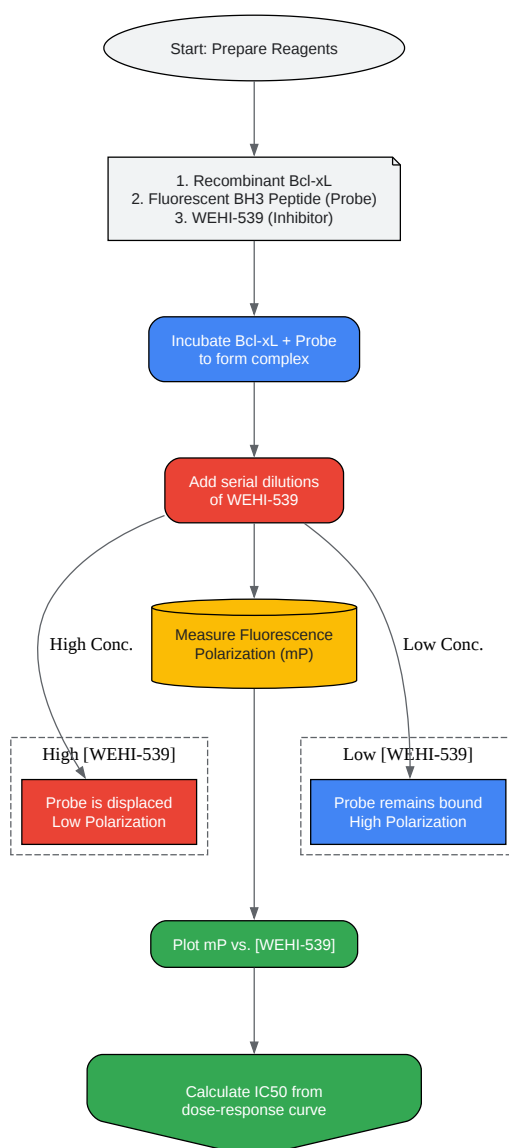 Start: Prepare Reagents
1. Recombinant Bcl-xL
2. Fluorescent BH3 Peptide (Probe)
3. WEHI-539 (Inhibitor)
Incubate Bcl-xL + Probe
to form complex
Add serial dilutions
of WEHI-539
High Conc.
Measure Fluorescence
Polarization (mP)
Low Conc.
High [WEHI-539]
Probe is displaced
Low Polarization
Low [WEHI-539]
Probe remains bound
High Polarization
Plot mP vs. [WEHI-539]
Calculate IC50 from
dose-response curve